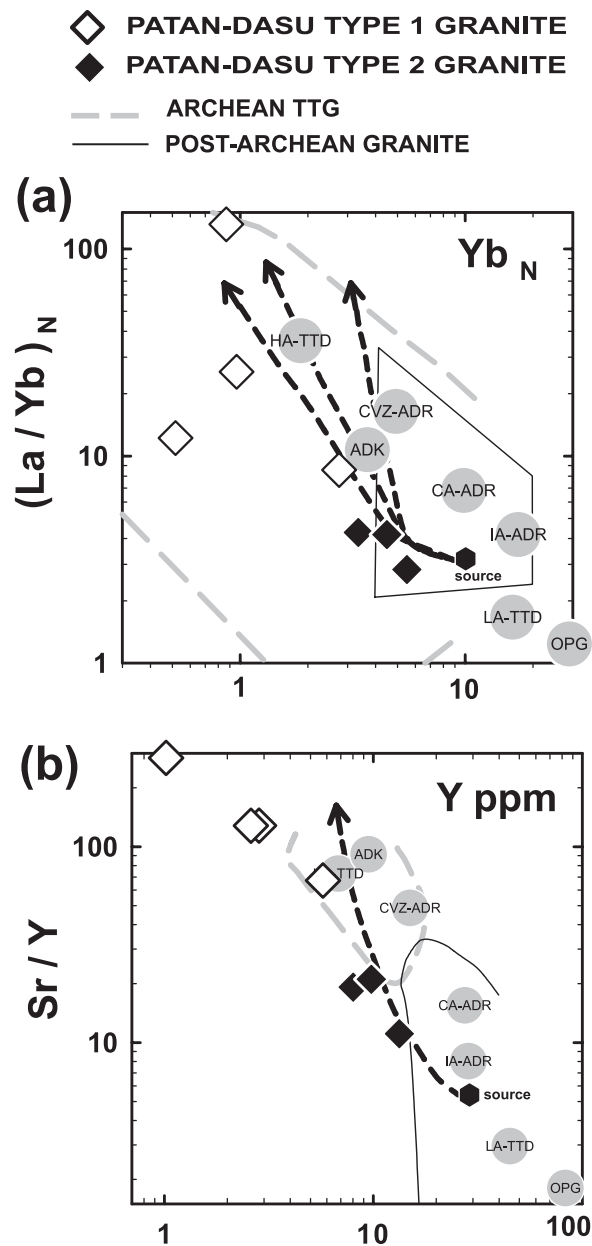 PATAN-DASU TYPE 1 GRANITE
PATAN-DASU TYPE 2 GRANITE
ARCHEAN TTG
POST-ARCHEAN GRANITE
(a)
Yb N
(La / Yb) N
100
10
1
HA-TTD
CVZ-ADR
ADK
CA-ADR
IA-ADR
source
LA-TTD
OPG
1
10
(b)
Y ppm
Sr / Y
100
10
ADK
TTD
CVZ-ADR
CA-ADR
IA-ADR
source
LA-TTD
OPG
1
10
100